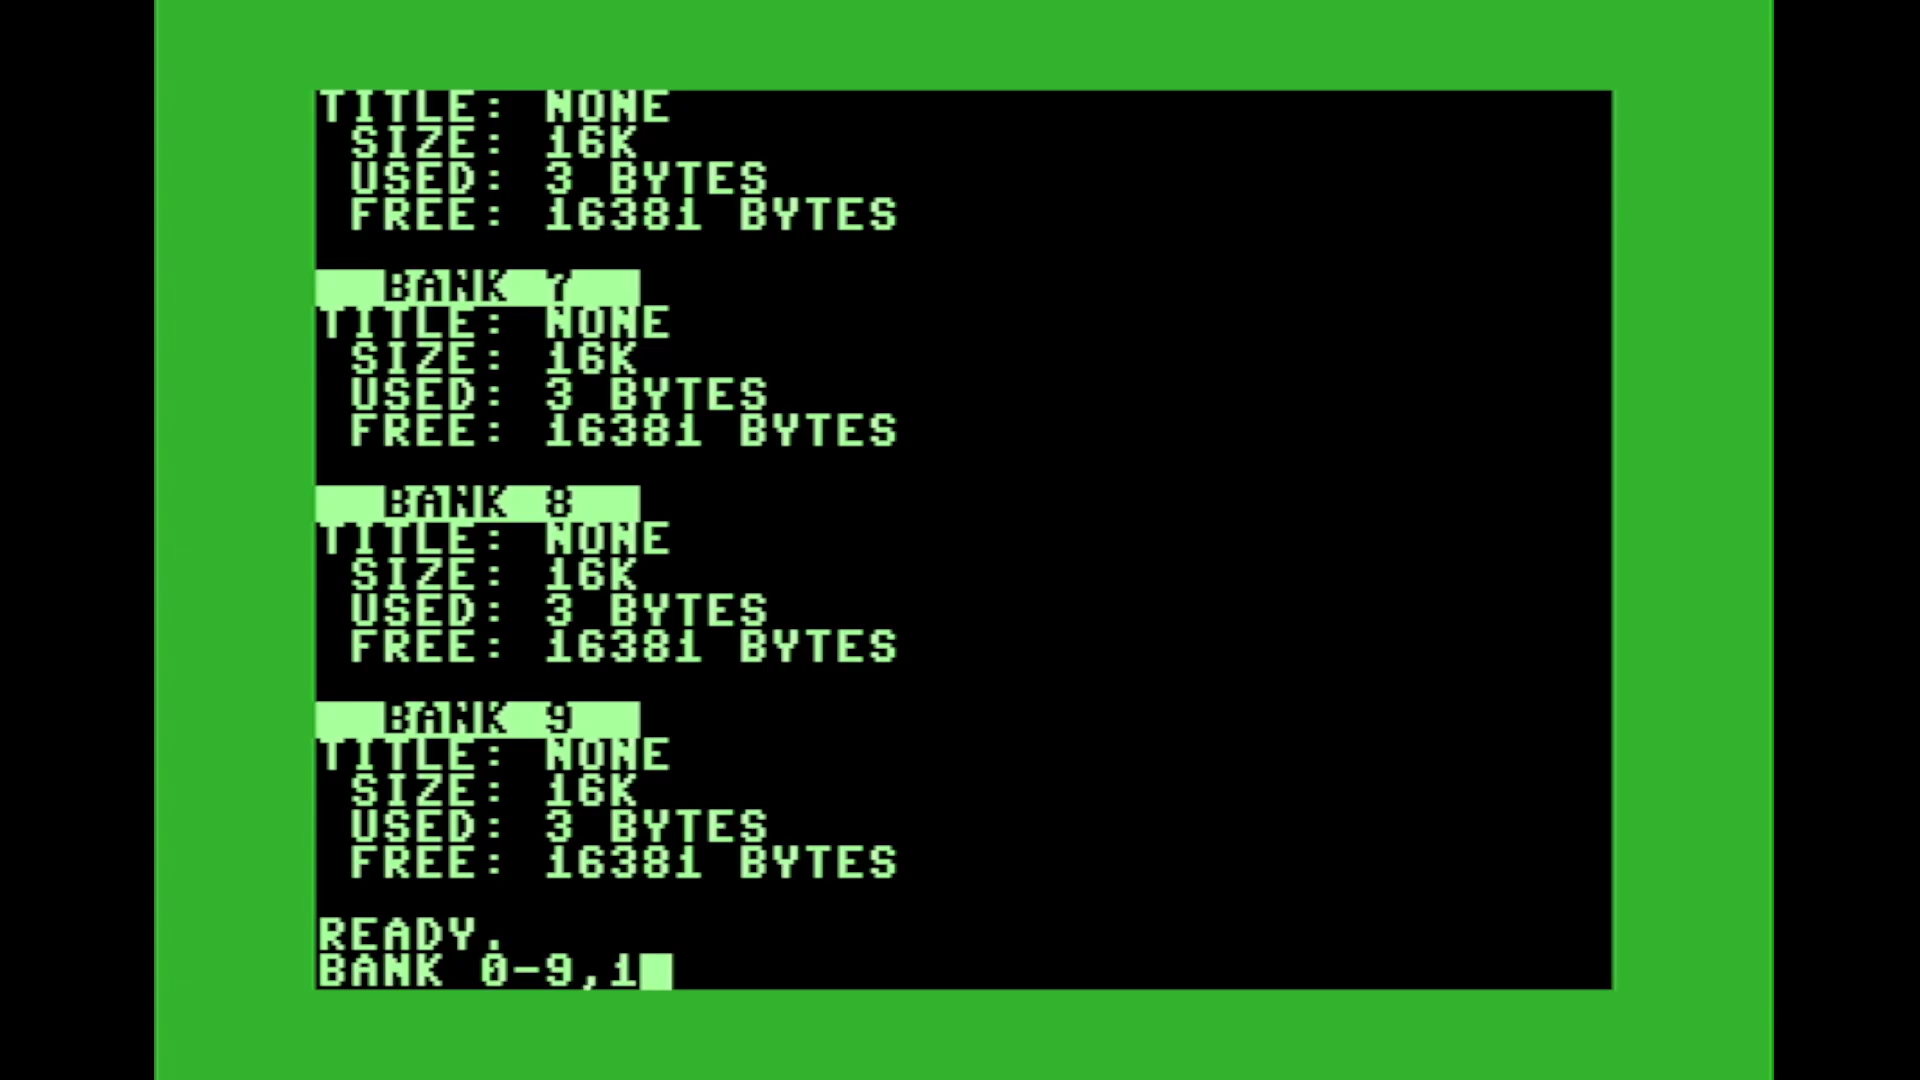 TITLE: NONE
SIZE: 16K
USED: 3 BYTES
FREE: 16381 BYTES
BANK 7
TITLE: NONE
SIZE: 16K
USED: 3 BYTES
FREE: 16381 BYTES
BANK 8
TITLE: NONE
SIZE: 16K
USED: 3 BYTES
FREE: 16381 BYTES
BANK 9
TITLE: NONE
SIZE: 16K
USED: 3 BYTES
FREE: 16381 BYTES
READY.
BANK 0-9,1